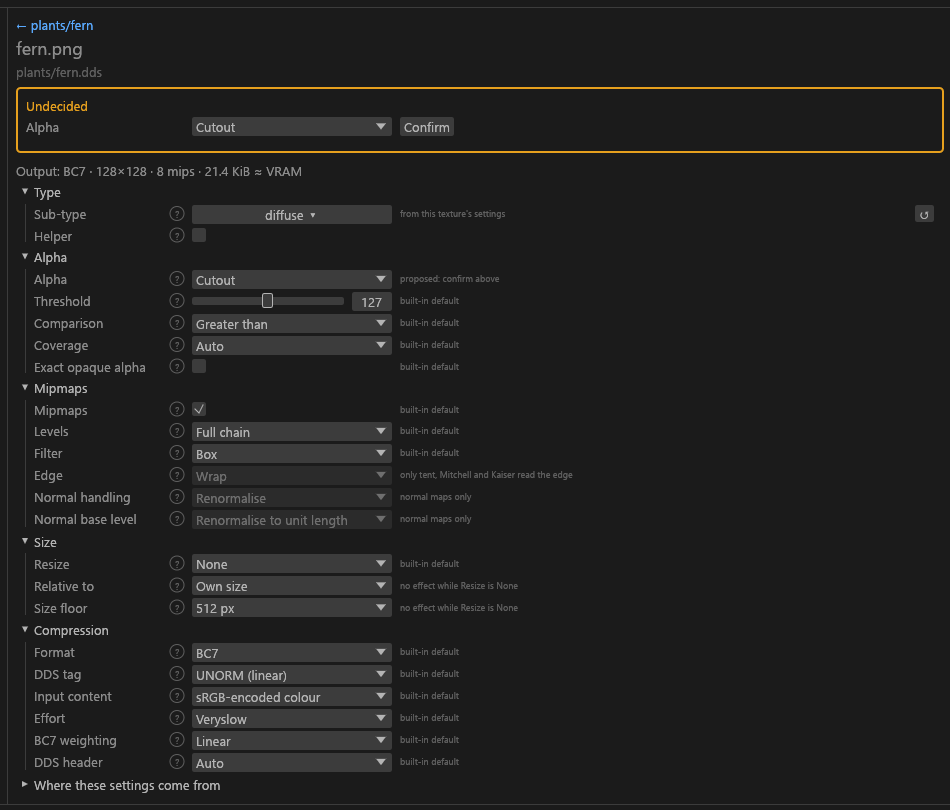 ← plants/fern
fern.png
plants/fern.dds
Undecided
Alpha Cutout Confirm
Output: BC7 · 128×128 · 8 mips · 21.4 KiB ≈ VRAM
Type
Sub-type ? diffuse from this texture's settings
Helper ?
Alpha
Alpha ? Cutout proposed: confirm above
Threshold ? 127 built-in default
Comparison ? Greater than built-in default
Coverage ? Auto built-in default
Exact opaque alpha ? built-in default
Mipmaps
Mipmaps ? built-in default
Levels ? Full chain built-in default
Filter ? Box built-in default
Edge ? Wrap only tent, Mitchell and Kaiser read the edge
Normal handling ? Renormalise normal maps only
Normal base level ? Renormalise to unit length normal maps only
Size
Resize ? None built-in default
Relative to ? Own size no effect while Resize is None
Size floor ? 512 px no effect while Resize is None
Compression
Format ? BC7 built-in default
DDS tag ? UNORM (linear) built-in default
Input content ? sRGB-encoded colour built-in default
Effort ? Veryslow built-in default
BC7 weighting ? Linear built-in default
DDS header ? Auto built-in default
Where these settings come from